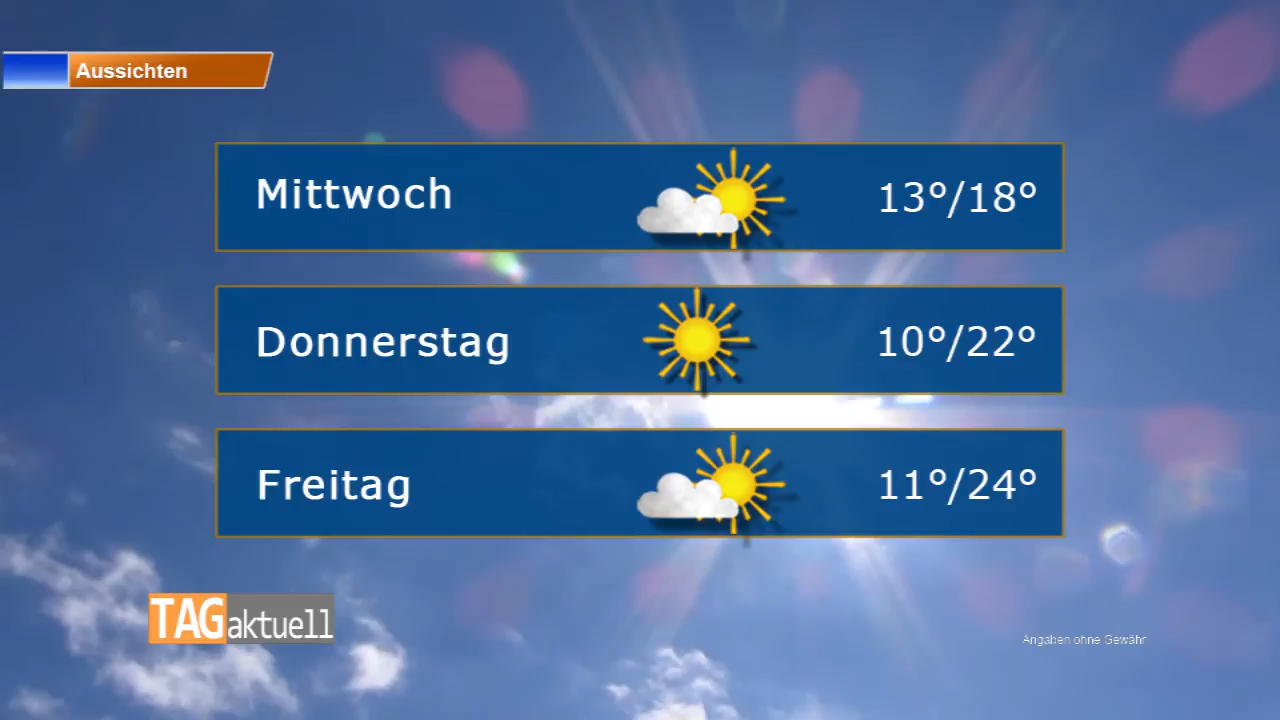 Aussichten
Mittwoch 13°/18°
Donnerstag 10°/22°
Freitag 11°/24°
TAGaktuell
Angaben ohne Gewähr